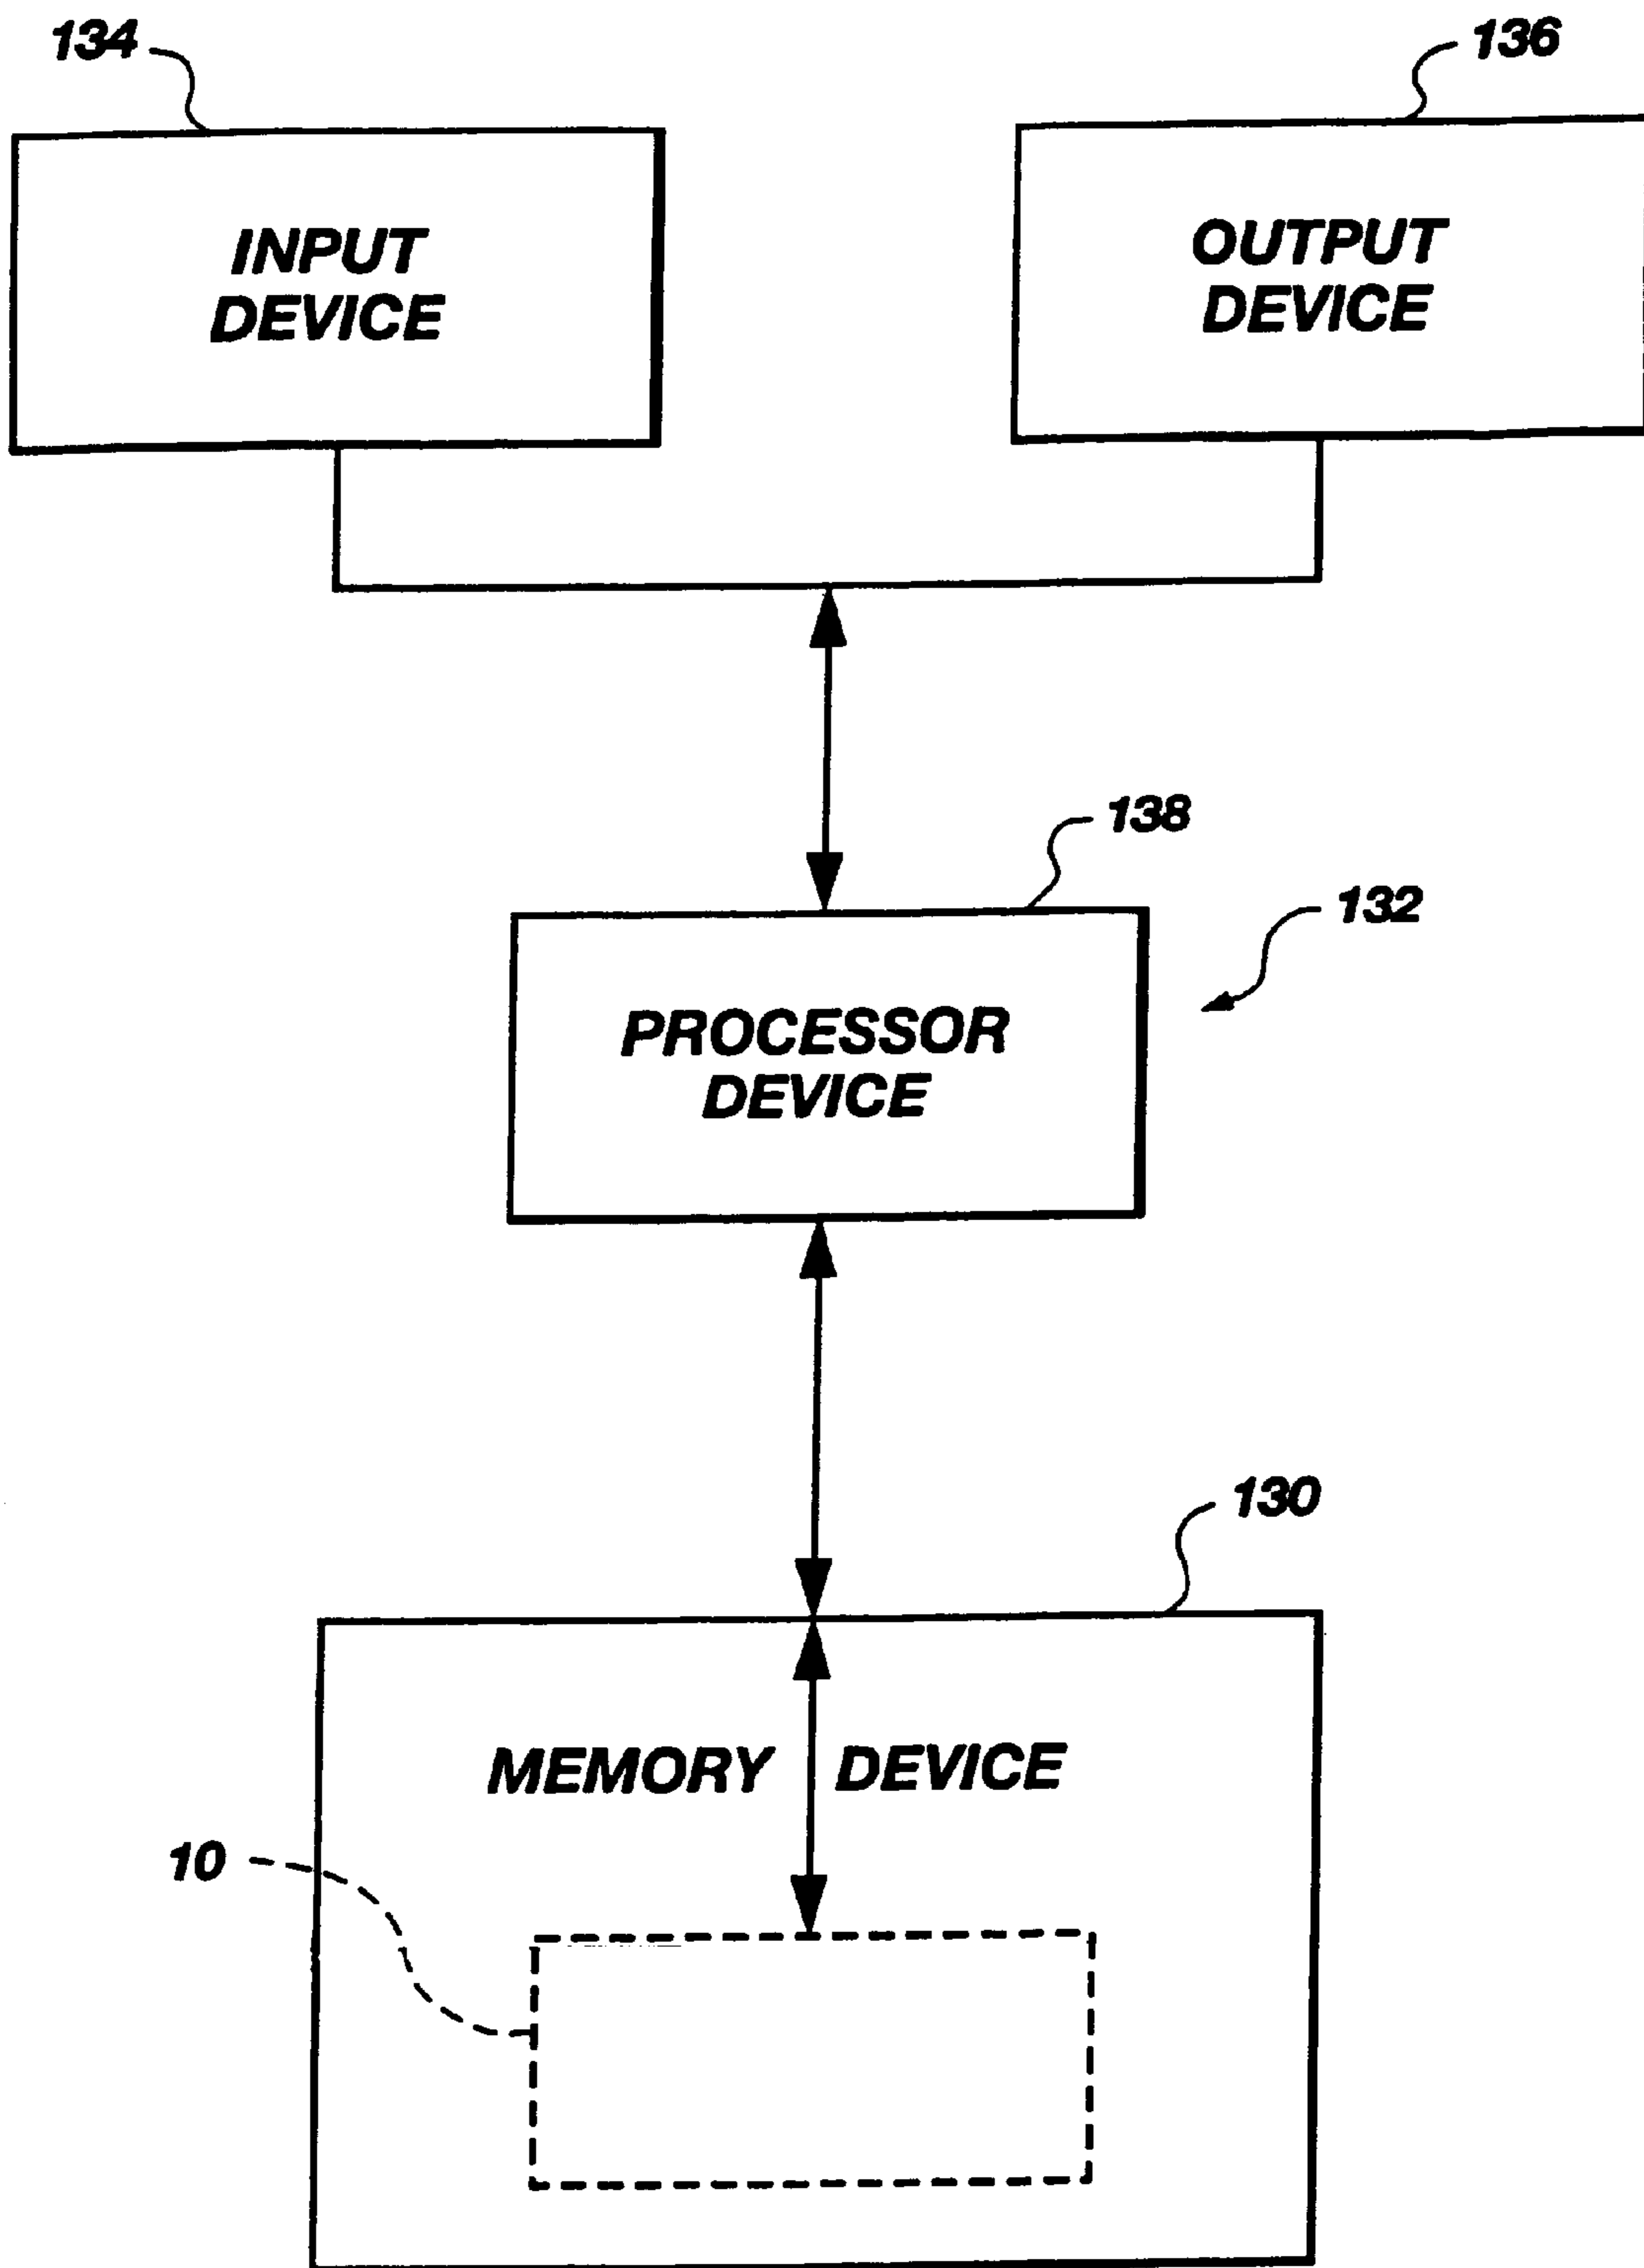 134
136
INPUT
DEVICE
OUTPUT
DEVICE
138
132
PROCESSOR
DEVICE
130
MEMORY DEVICE
10